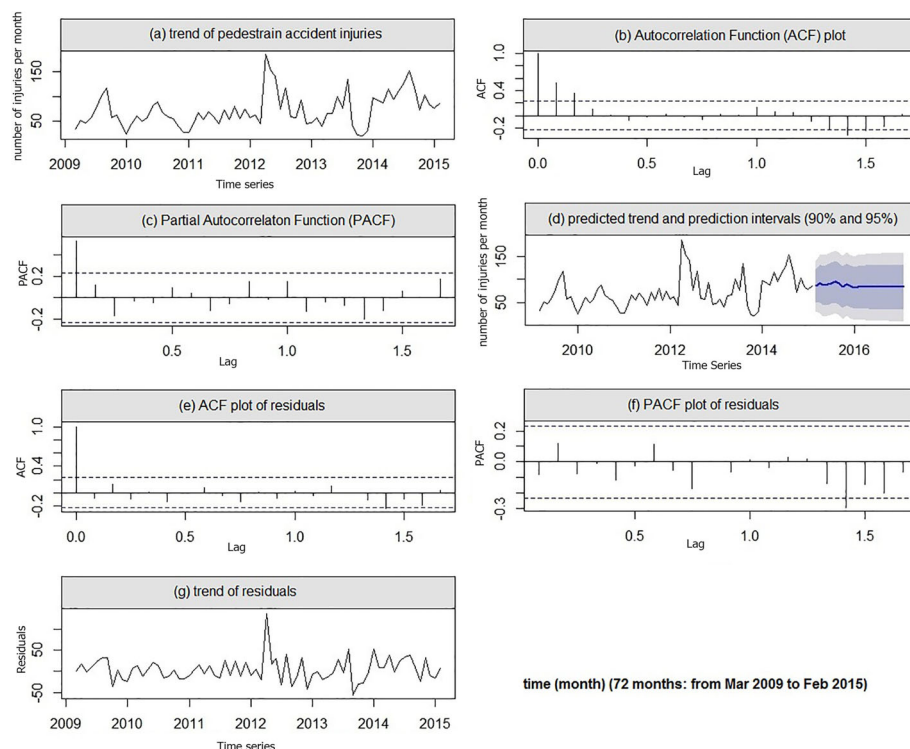 (a) trend of pedestrain accident injuries
number of injuries per month
150
50
2009 2010 2011 2012 2013 2014 2015
Time series
(b) Autocorrelation Function (ACF) plot
ACF
1.0
0.4
-0.2
0.0 0.5 1.0 1.5
Lag
(c) Partial Autocorrelaton Function (PACF)
PACF
0.2
-0.2
0.5 1.0 1.5
Lag
(d) predicted trend and prediction intervals (90% and 95%)
number of injuries per month
150
50
2010 2012 2014 2016
Time Series
(e) ACF plot of residuals
ACF
1.0
0.4
-0.2
0.0 0.5 1.0 1.5
Lag
(f) PACF plot of residuals
PACF
0.2
0.0
-0.3
0.5 1.0 1.5
Lag
(g) trend of residuals
Residuals
50
-50
2009 2010 2011 2012 2013 2014 2015
Time series
time (month) (72 months: from Mar 2009 to Feb 2015)